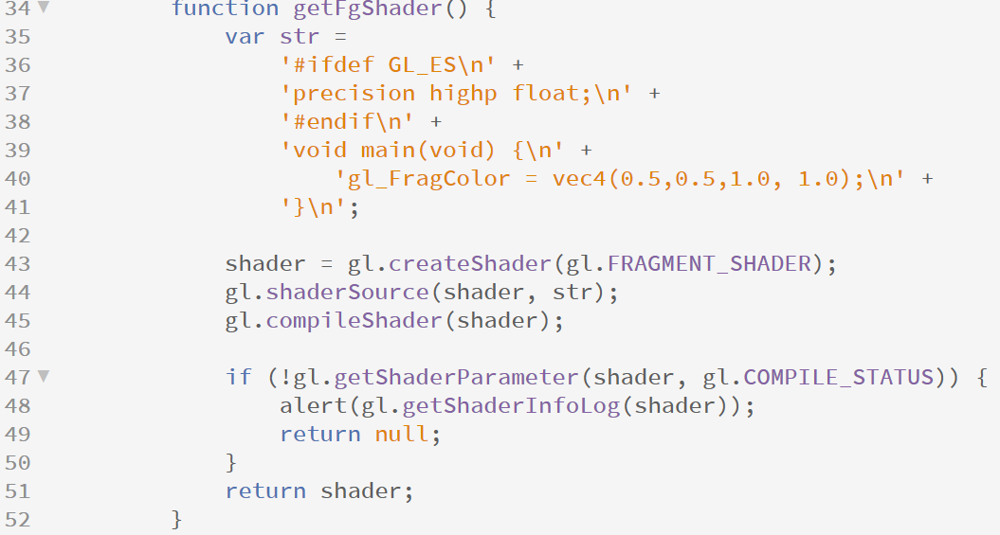 34 ▼ function getFgShader() {
35 var str =
36 '#ifdef GL_ES\n' +
37 'precision highp float;\n' +
38 '#endif\n' +
39 'void main(void) {\n' +
40 'gl_FragColor = vec4(0.5,0.5,1.0, 1.0);\n' +
41 '}\n';
42
43 shader = gl.createShader(gl.FRAGMENT_SHADER);
44 gl.shaderSource(shader, str);
45 gl.compileShader(shader);
46
47 ▼ if (!gl.getShaderParameter(shader, gl.COMPILE_STATUS)) {
48 alert(gl.getShaderInfoLog(shader));
49 return null;
50 }
51 return shader;
52 }